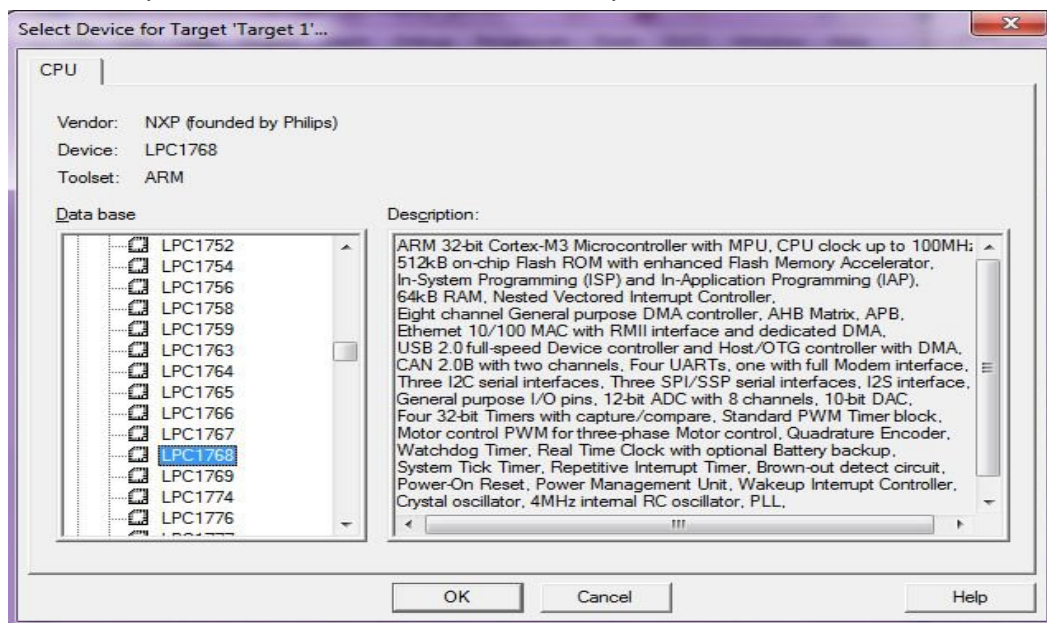 Select Device for Target 'Target 1'...
CPU
Vendor: NXP (founded by Philips)
Device: LPC1768
Toolset: ARM
Data base
Description:
LPC1752
LPC1754
LPC1756
LPC1758
LPC1759
LPC1763
LPC1764
LPC1765
LPC1766
LPC1767
LPC1768
LPC1769
LPC1774
LPC1776
ARM 32-bit Cortex-M3 Microcontroller with MPU, CPU clock up to 100MHz
512kB on-chip Flash ROM with enhanced Flash Memory Accelerator,
In-System Programming (ISP) and In-Application Programming (IAP),
64kB RAM, Nested Vectored Interrupt Controller,
Eight channel General purpose DMA controller, AHB Matrix, APB,
Ethernet 10/100 MAC with RMII interface and dedicated DMA,
USB 2.0 full-speed Device controller and Host/OTG controller with DMA,
CAN 2.0B with two channels, Four UARTs, one with full Modem interface,
Three I2C serial interfaces, Three SPI/SSP serial interfaces, I2S interface,
General purpose I/O pins, 12-bit ADC with 8 channels, 10-bit DAC,
Four 32-bit Timers with capture/compare, Standard PWM Timer block,
Motor control PWM for three-phase Motor control, Quadrature Encoder,
Watchdog Timer, Real Time Clock with optional Battery backup,
System Tick Timer, Repetitive Interrupt Timer, Brown-out detect circuit,
Power-On Reset, Power Management Unit, Wakeup Interrupt Controller,
Crystal oscillator, 4MHz internal RC oscillator, PLL,
OK
Cancel
Help